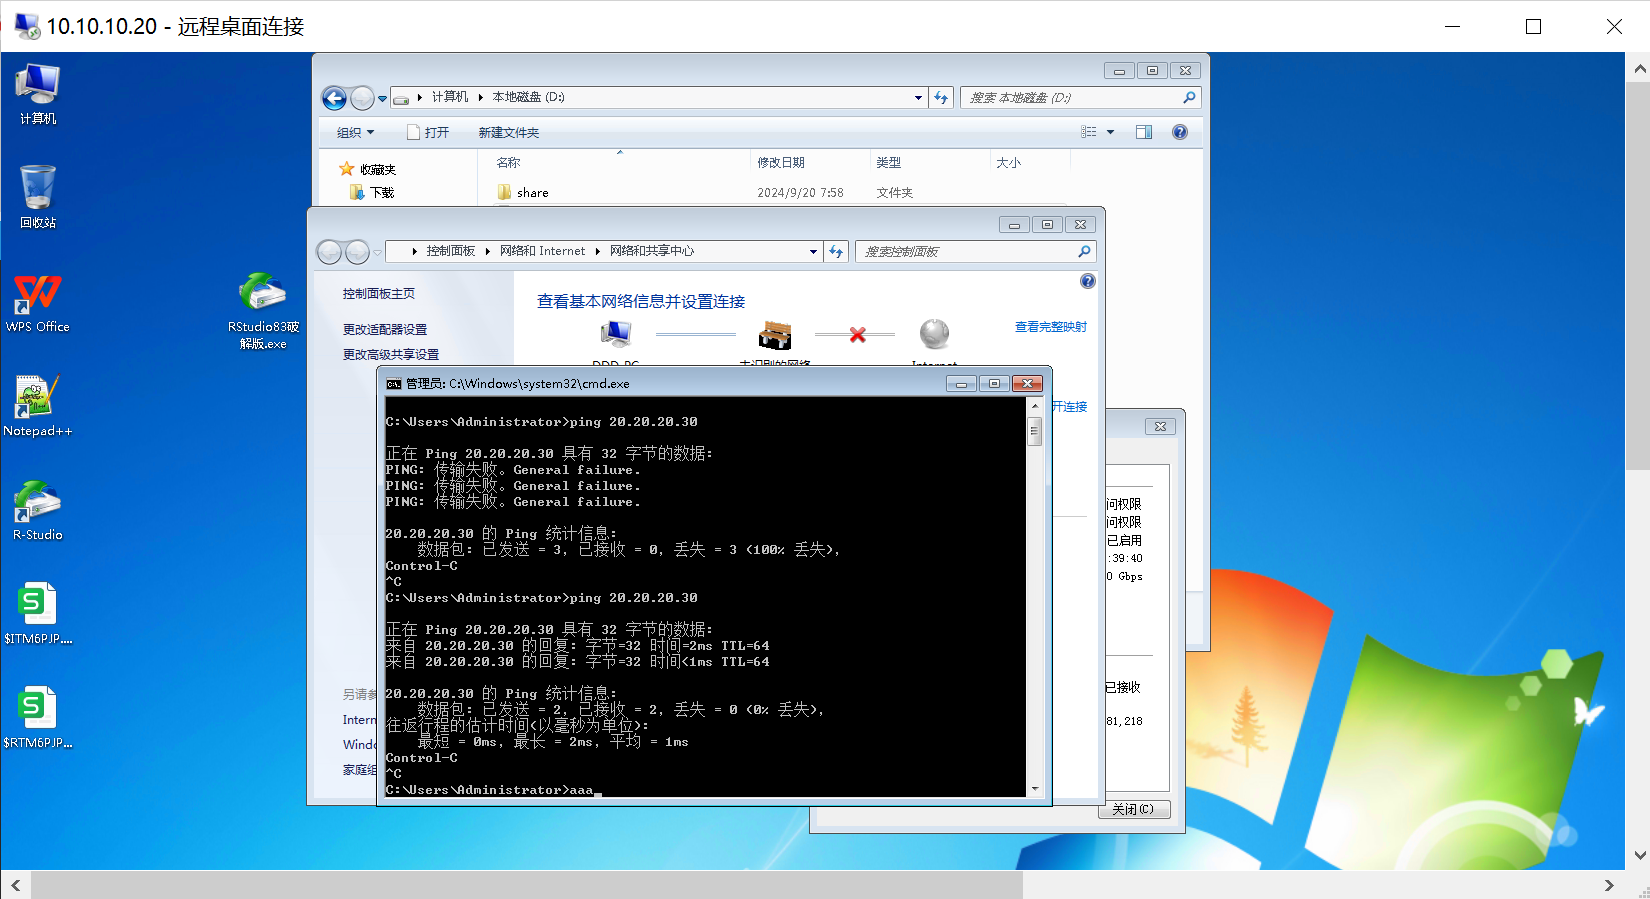 10.10.10.20 - 远程桌面连接
计算机
回收站
WPS Office
RStudio83破
解版.exe
Notepad++
R-Studio
$ITM6PJP....
$RTM6PJP...
计算机 本地磁盘 (D:)
搜索 本地磁盘 (D:)
组织 打开 新建文件夹
收藏夹
下载
名称 修改日期 类型 大小
share 2024/9/20 7:58 文件夹
控制面板 网络和 Internet 网络和共享中心
搜索控制面板
控制面板主页
更改适配器设置
更改高级共享设置
查看基本网络信息并设置连接
查看完整映射
DDD-PC 未识别的网络 Internet
开连接
另请参
Intern
Windo
家庭组
管理员: C:\Windows\system32\cmd.exe
C:\Users\Administrator>ping 20.20.20.30
正在 Ping 20.20.20.30 具有 32 字节的数据:
PING: 传输失败。General failure.
PING: 传输失败。General failure.
PING: 传输失败。General failure.
20.20.20.30 的 Ping 统计信息:
数据包: 已发送 = 3, 已接收 = 0, 丢失 = 3 (100% 丢失),
Control-C
^C
C:\Users\Administrator>ping 20.20.20.30
正在 Ping 20.20.20.30 具有 32 字节的数据:
来自 20.20.20.30 的回复: 字节=32 时间=2ms TTL=64
来自 20.20.20.30 的回复: 字节=32 时间<1ms TTL=64
20.20.20.30 的 Ping 统计信息:
数据包: 已发送 = 2, 已接收 = 2, 丢失 = 0 (0% 丢失),
往返行程的估计时间(以毫秒为单位):
最短 = 0ms, 最长 = 2ms, 平均 = 1ms
Control-C
^C
C:\Users\Administrator>aaa_
问权限
问权限
已启用
:39:40
0 Gbps
已接收
81,218
关闭(C)